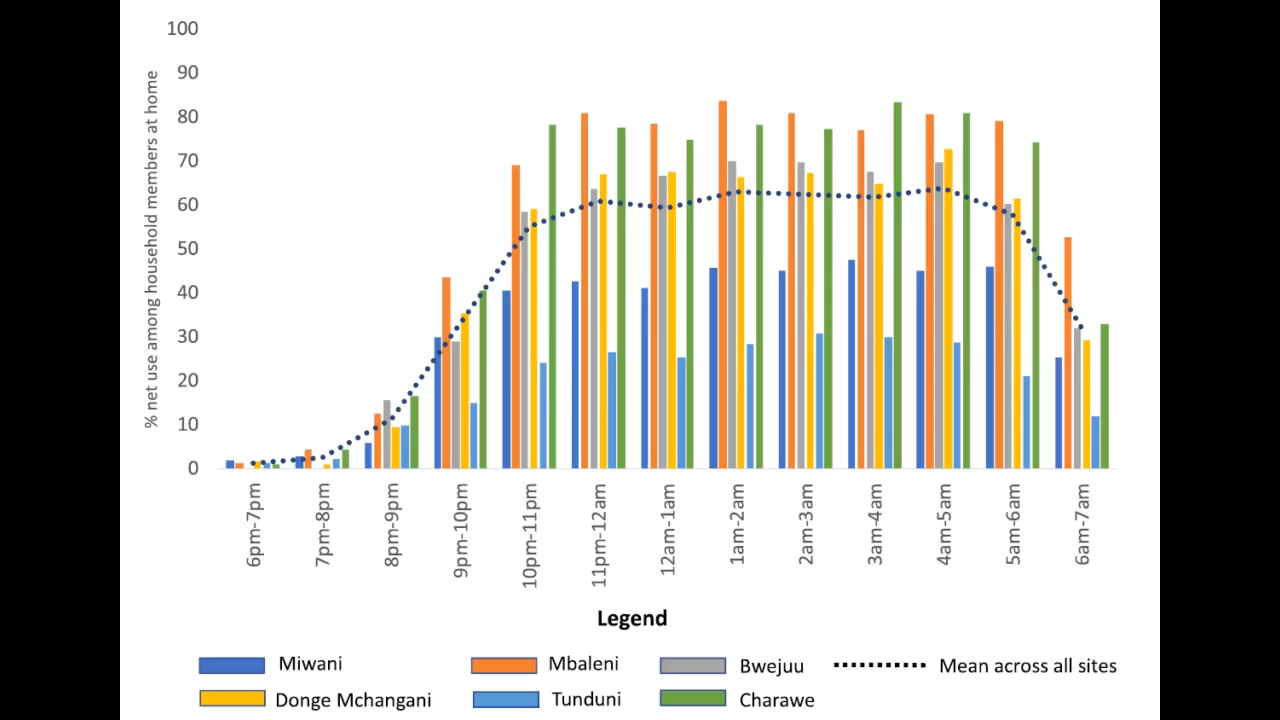 % net use among household members at home
100
90
80
70
60
50
40
30
20
10
0
6pm-7pm
7pm-8pm
8pm-9pm
9pm-10pm
10pm-11pm
11pm-12am
12am-1am
1am-2am
2am-3am
3am-4am
4am-5am
5am-6am
6am-7am
Legend
Miwani Mbaleni Bwejuu Mean across all sites
Donge Mchangani Tunduni Charawe